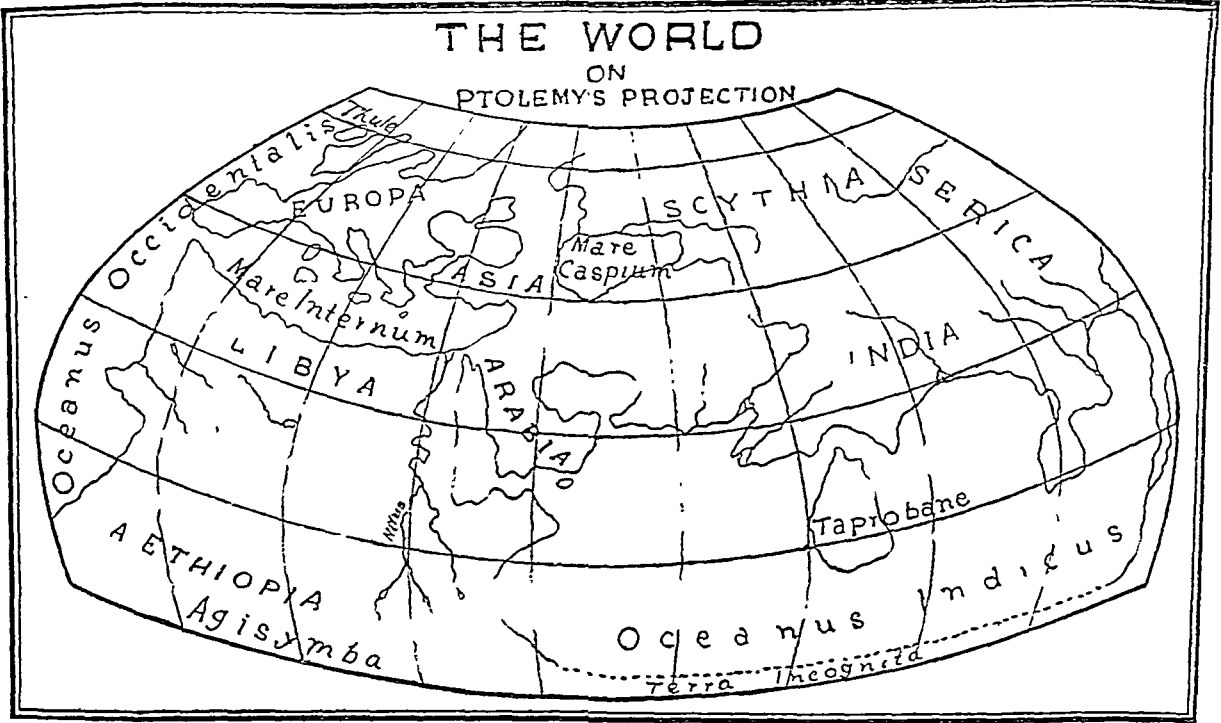 THE WORLD
ON
PTOLEMY'S PROJECTION
Thule
Oceanus Occidentalis
EUROPA
SCYTHIA
SERICA
Mare
Caspium
ASIA
Mare Internum
LIBYA
ARABIA
INDIA
Nilus
Taprobane
AETHIOPIA
Agisymba
Oceanus Indicus
Terra Incognita